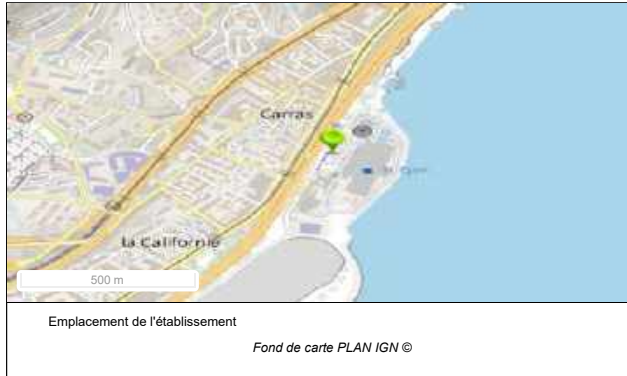 Carras
la Californie
500 m
Emplacement de l'établissement
Fond de carte PLAN IGN ©